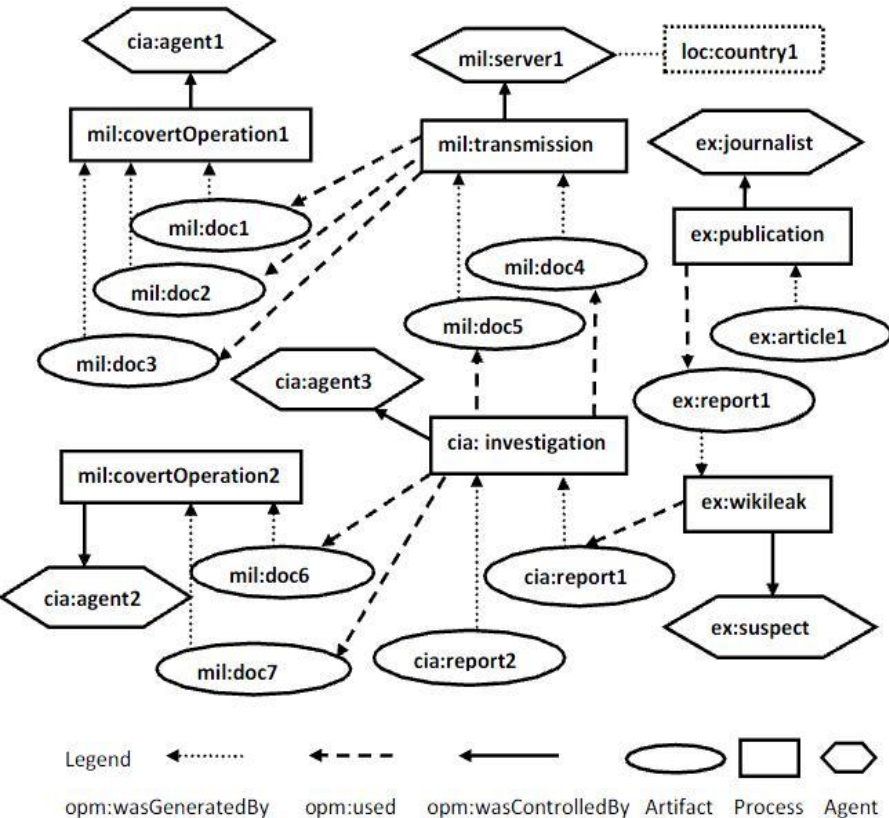 cia:agent1
mil:server1
loc:country1
mil:covertOperation1
mil:transmission
ex:journalist
mil:doc1
ex:publication
mil:doc4
mil:doc2
mil:doc5
ex:article1
mil:doc3
cia:agent3
ex:report1
cia: investigation
mil:covertOperation2
ex:wikileak
mil:doc6
cia:report1
cia:agent2
ex:suspect
cia:report2
mil:doc7
Legend
opm:wasGeneratedBy opm:used opm:wasControlledBy Artifact Process Agent